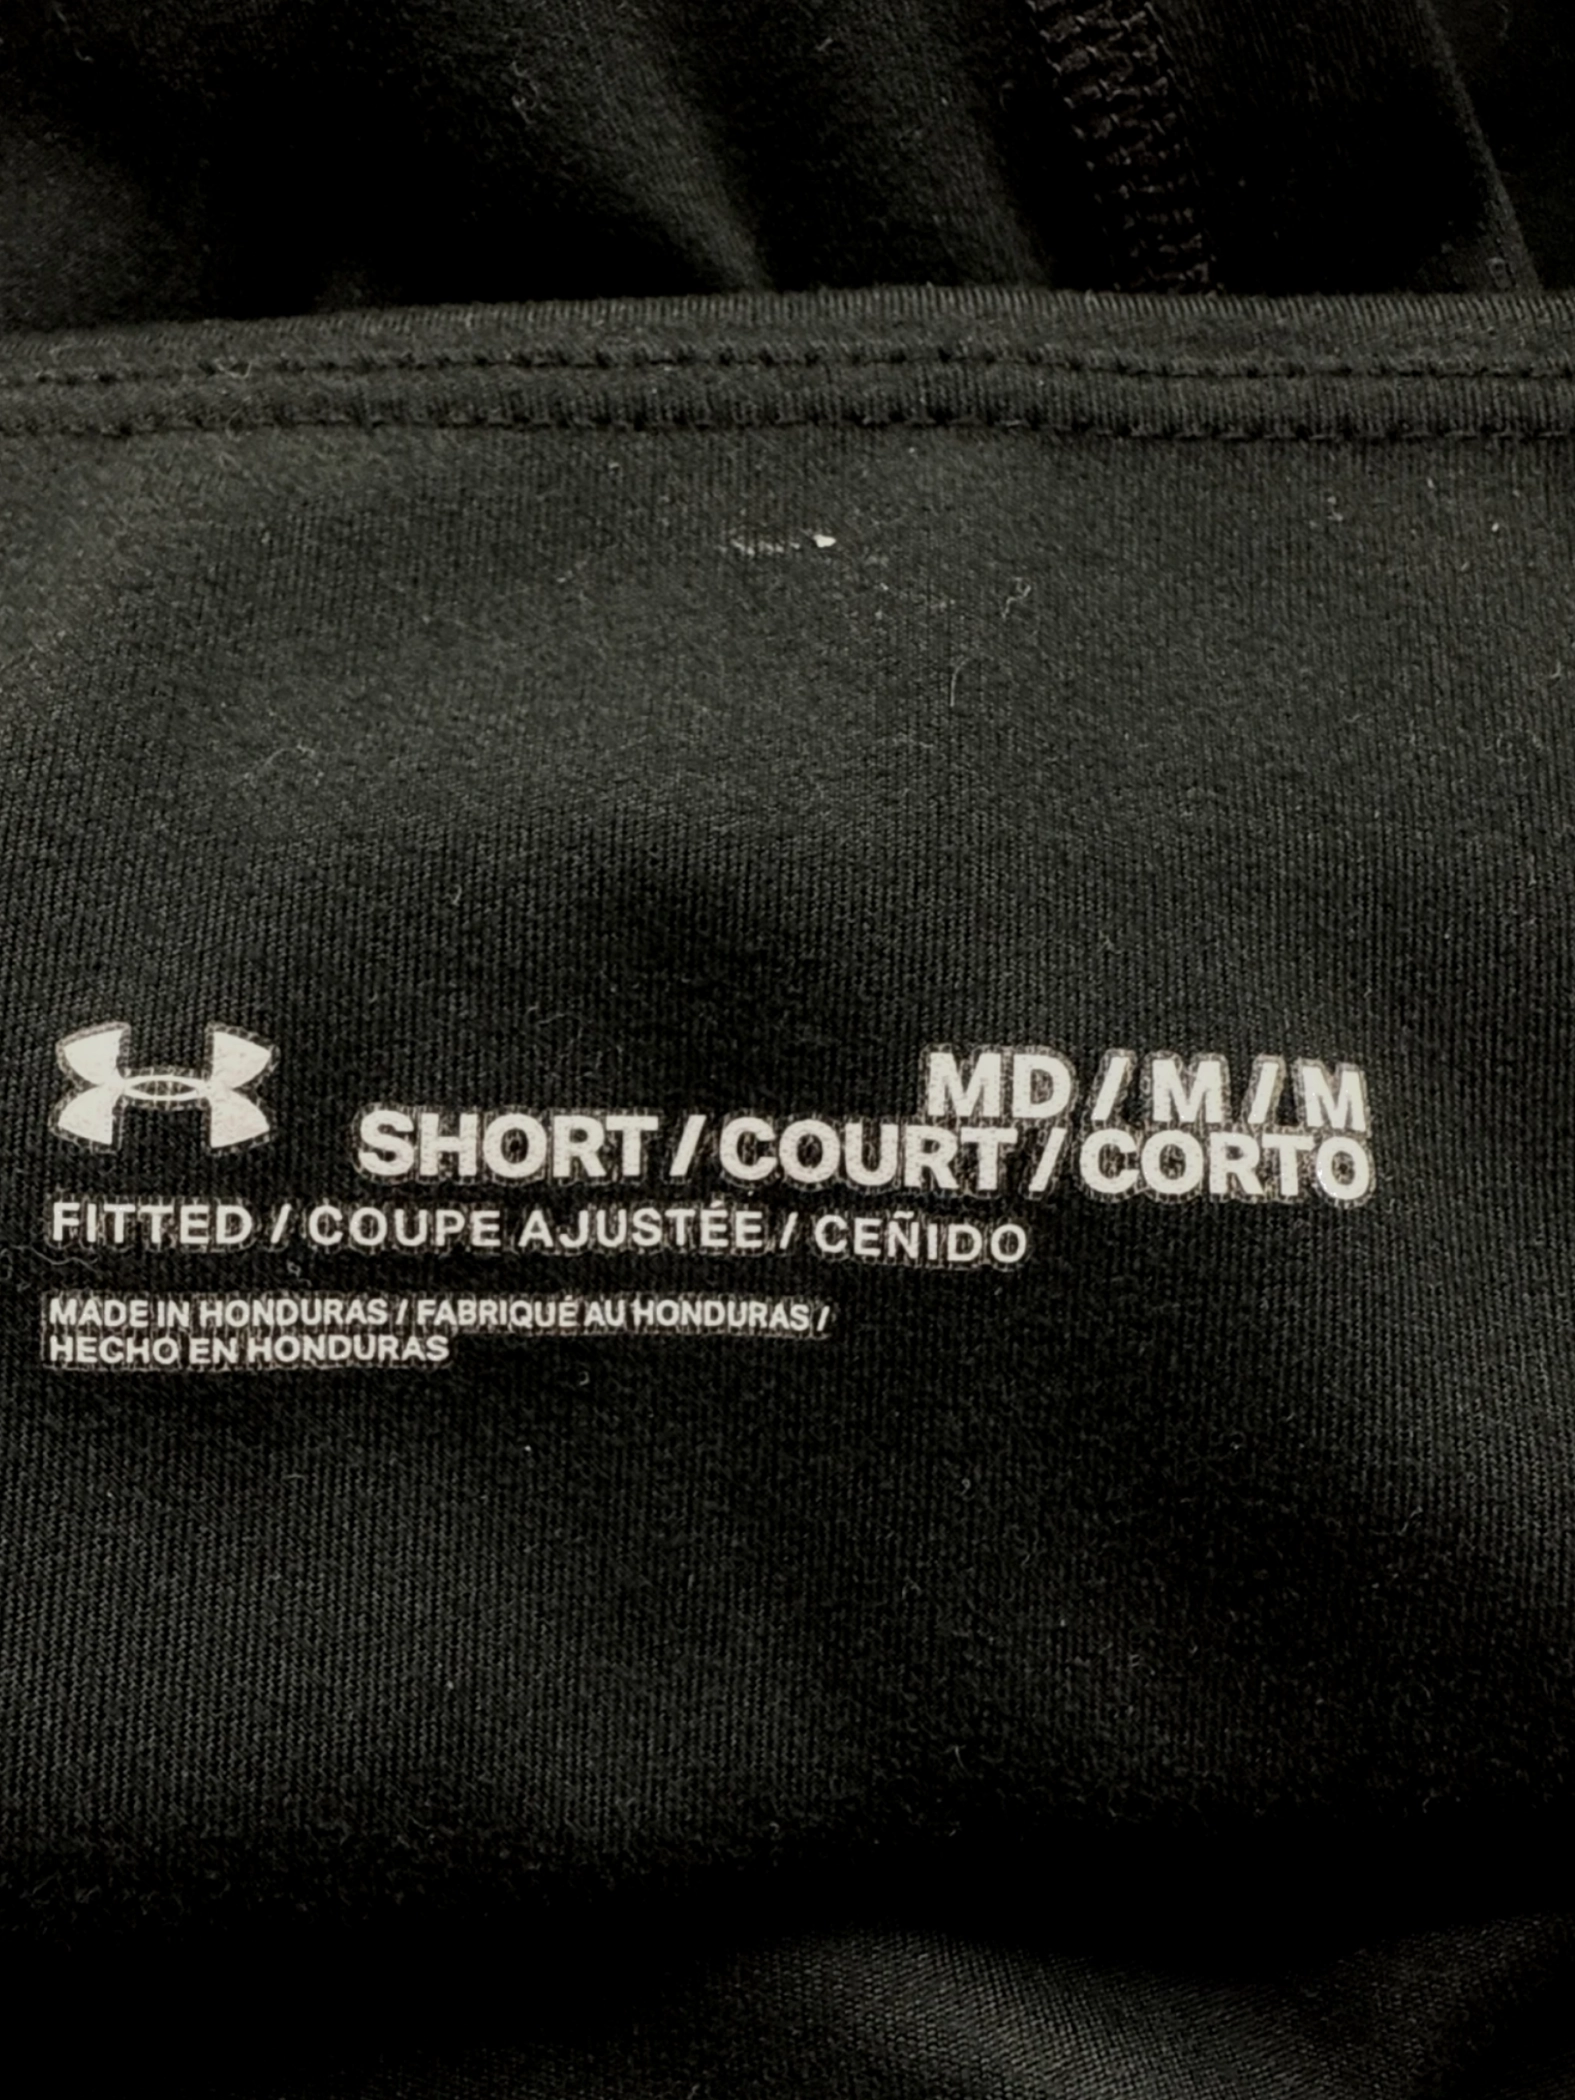 MD / M / M
SHORT / COURT / CORTO
FITTED / COUPE AJUSTÉE / CEÑIDO
MADE IN HONDURAS / FABRIQUÉ AU HONDURAS /
HECHO EN HONDURAS